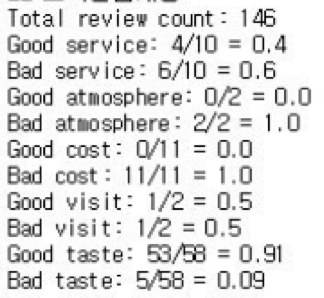 Total review count: 146
Good service: 4/10 = 0.4
Bad service: 6/10 = 0.6
Good atmosphere: 0/2 = 0.0
Bad atmosphere: 2/2 = 1.0
Good cost: 0/11 = 0.0
Bad cost: 11/11 = 1.0
Good visit: 1/2 = 0.5
Bad visit: 1/2 = 0.5
Good taste: 53/58 = 0.91
Bad taste: 5/58 = 0.09